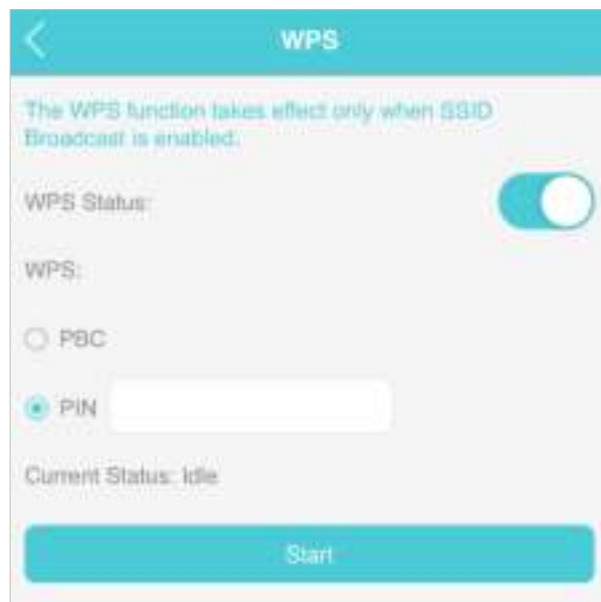 WPS
The WPS function takes effect only when SSID
Broadcast is enabled.
WPS Status:
WPS:
PBC
PIN
Current Status: Idle
Start